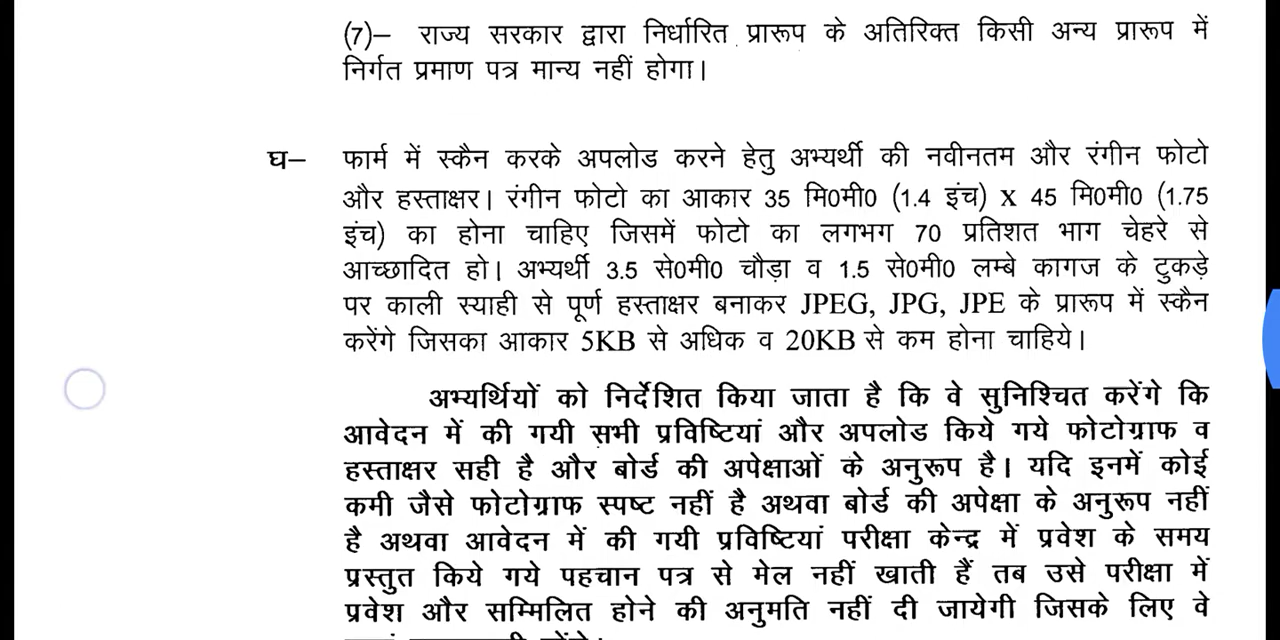 (7)– राज्य सरकार द्वारा निर्धारित प्रारूप के अतिरिक्त किसी अन्य प्रारूप में
निर्गत प्रमाण पत्र मान्य नहीं होगा।
घ– फार्म में स्कैन करके अपलोड करने हेतु अभ्यर्थी की नवीनतम और रंगीन फोटो
और हस्ताक्षर। रंगीन फोटो का आकार 35 मि0मी0 (1.4 इंच) X 45 मि0मी0 (1.75
इंच) का होना चाहिए जिसमें फोटो का लगभग 70 प्रतिशत भाग चेहरे से
आच्छादित हो। अभ्यर्थी 3.5 से0मी0 चौड़ा व 1.5 से0मी0 लम्बे कागज के टुकड़े
पर काली स्याही से पूर्ण हस्ताक्षर बनाकर JPEG, JPG, JPE के प्रारूप में स्कैन
करेंगे जिसका आकार 5KB से अधिक व 20KB से कम होना चाहिये।
अभ्यर्थियों को निर्देशित किया जाता है कि वे सुनिश्चित करेंगे कि
आवेदन में की गयी सभी प्रविष्टियां और अपलोड किये गये फोटोग्राफ व
हस्ताक्षर सही है और बोर्ड की अपेक्षाओं के अनुरूप है। यदि इनमें कोई
कमी जैसे फोटोग्राफ स्पष्ट नहीं है अथवा बोर्ड की अपेक्षा के अनुरूप नहीं
है अथवा आवेदन में की गयी प्रविष्टियां परीक्षा केन्द्र में प्रवेश के समय
प्रस्तुत किये गये पहचान पत्र से मेल नहीं खाती हैं तब उसे परीक्षा में
प्रवेश और सम्मिलित होने की अनुमति नहीं दी जायेगी जिसके लिए वे